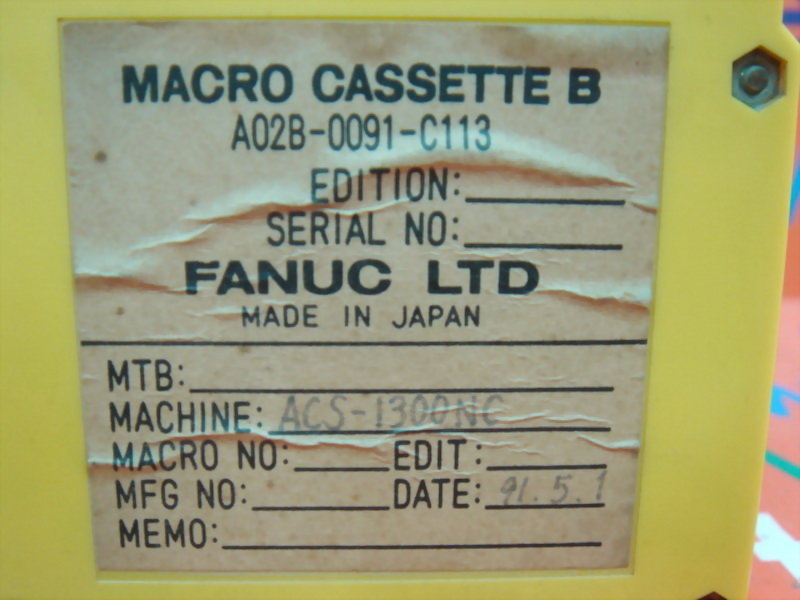 MACRO CASSETTE B
A02B-0091-C113
EDITION:
SERIAL NO:
FANUC LTD
MADE IN JAPAN
MTB:
MACHINE: ACS-1300NC
MACRO NO: EDIT:
MFG NO: DATE: 91.5.1
MEMO: